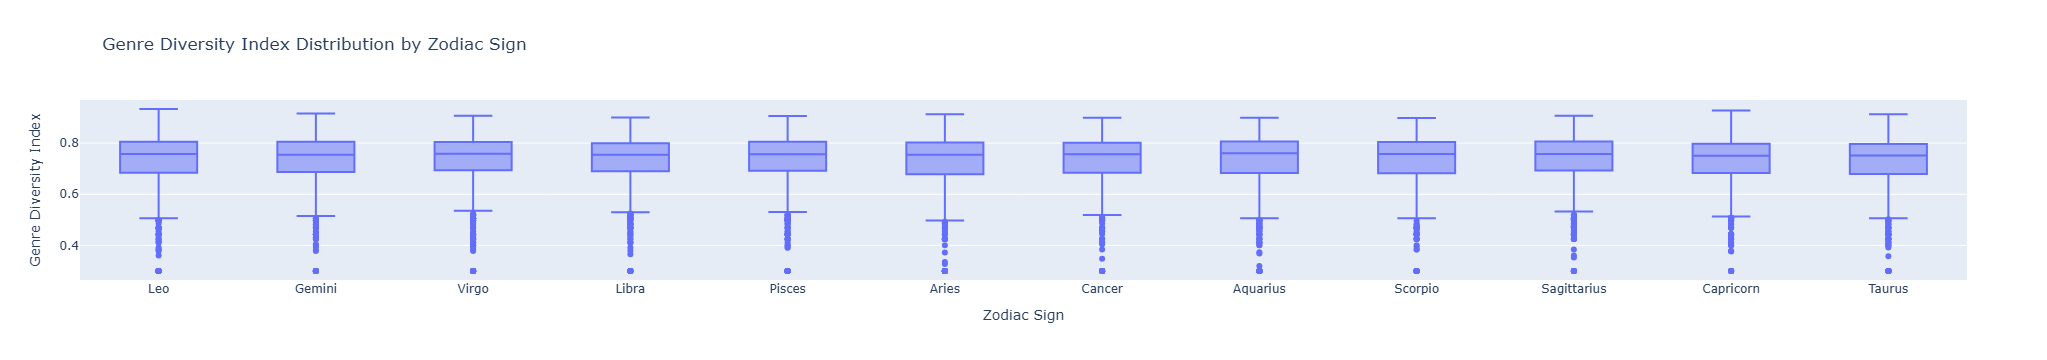 Genre Diversity Index Distribution by Zodiac Sign
Genre Diversity Index
0.8
0.6
0.4
Leo Gemini Virgo Libra Pisces Aries Cancer Aquarius Scorpio Sagittarius Capricorn Taurus
Zodiac Sign